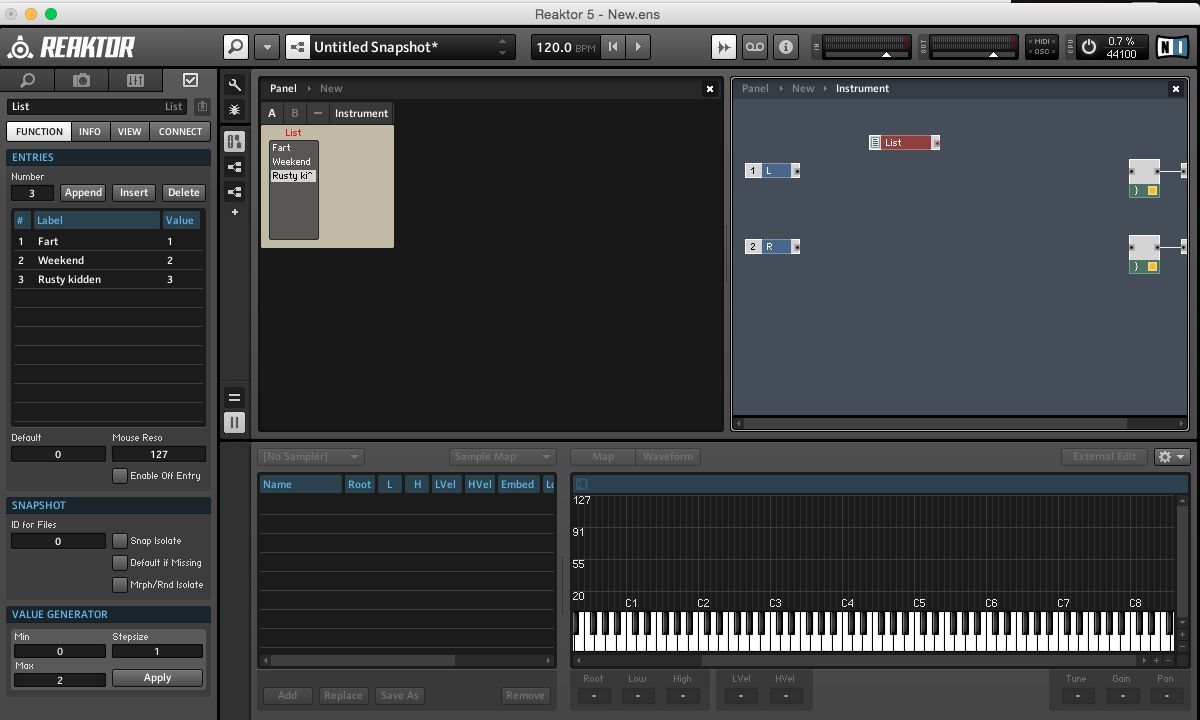 Reaktor 5 - New.ens
REAKTOR
Untitled Snapshot*
120.0 BPM
IN
OUT
MIDI
OSC
CPU
0.7 %
44100
NI
List List
FUNCTION INFO VIEW CONNECT
ENTRIES
Number
3 Append Insert Delete
# Label Value
1 Fart 1
2 Weekend 2
3 Rusty kidden 3
Default Mouse Reso
0 127
Enable Off Entry
SNAPSHOT
ID for Files
0 Snap Isolate
Default if Missing
Mrph/Rnd Isolate
VALUE GENERATOR
Min Stepsize
0 1
Max
2 Apply
Panel New
A B Instrument
List
Fart
Weekend
Rusty ki^
Panel New Instrument
List
1 L
2 R
}
}
[No Sampler] Sample Map
Name Root L H LVel HVel Embed Lo
Add Replace Save As Remove
Map Waveform External Edit
127
91
55
20
C1 C2 C3 C4 C5 C6 C7 C8
Root Low High LVel HVel Tune Gain Pan
- - - - - - - -